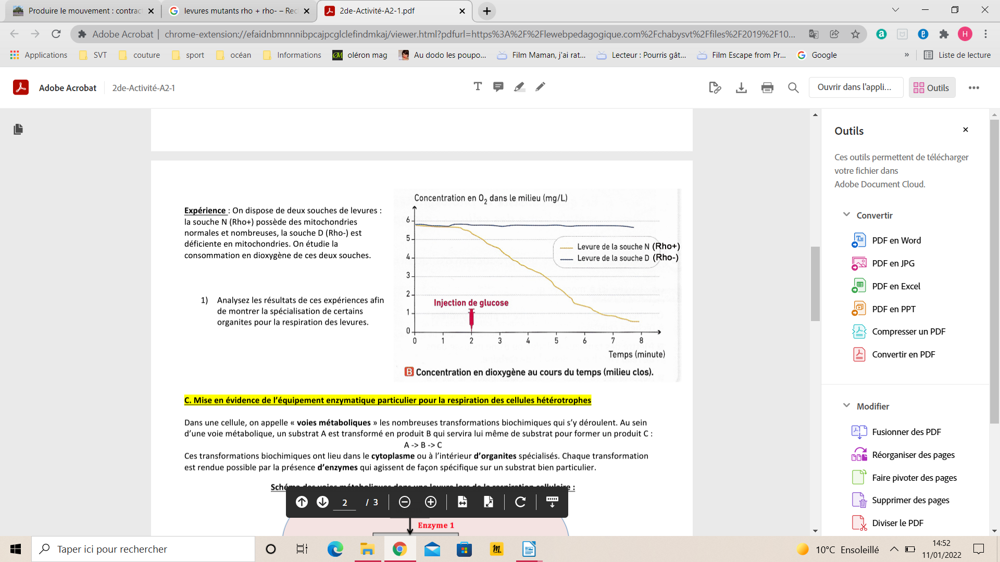 Produire le mouvement : contrac
levures mutants rho + rho- – Rec
2de-Activité-A2-1.pdf
Adobe Acrobat | chrome-extension://efaidnbmnnnibpcajpcglclefindmkaj/viewer.html?pdfurl=https%3A%2F%2Flewebpedagogique.com%2Fchabysvt%2Ffiles%2F2019%2F10...
H
Applications
SVT
couture
sport
océan
Informations
oléron mag
Au dodo les poupo...
Film Maman, j'ai rat...
Lecteur : Pourris gât...
Film Escape from Pr...
Google
»
Liste de lecture
Adobe Acrobat
2de-Activité-A2-1
Ouvrir dans l'appli...
Outils
Expérience : On dispose de deux souches de levures :
la souche N (Rho+) possède des mitochondries
normales et nombreuses, la souche D (Rho-) est
déficiente en mitochondries. On étudie la
consommation en dioxygène de ces deux souches.
1) Analysez les résultats de ces expériences afin
de montrer la spécialisation de certains
organites pour la respiration des levures.
Concentration en O2 dans le milieu (mg/L)
6
5
4
3
2
1
0
Levure de la souche N (Rho+)
Levure de la souche D (Rho-)
Injection de glucose
0 1 2 3 4 5 6 7 8
Temps (minute)
B Concentration en dioxygène au cours du temps (milieu clos).
C. Mise en évidence de l'équipement enzymatique particulier pour la respiration des cellules hétérotrophes
Dans une cellule, on appelle « voies métaboliques » les nombreuses transformations biochimiques qui s'y déroulent. Au sein
d'une voie métabolique, un substrat A est transformé en produit B qui servira lui même de substrat pour former un produit C :
A -> B -> C
Ces transformations biochimiques ont lieu dans le cytoplasme ou à l'intérieur d'organites spécialisés. Chaque transformation
est rendue possible par la présence d'enzymes qui agissent de façon spécifique sur un substrat bien particulier.
Schéma des voies métaboliques dans une levure lors de la respiration cellulaire :
2 / 3
Enzyme 1
Outils
Ces outils permettent de télécharger
votre fichier dans
Adobe Document Cloud.
Convertir
PDF en Word
PDF en JPG
PDF en Excel
PDF en PPT
Compresser un PDF
Convertir en PDF
Modifier
Fusionner des PDF
Réorganiser des pages
Faire pivoter des pages
Supprimer des pages
Diviser le PDF
Taper ici pour rechercher
10°C Ensoleillé
14:52
11/01/2022